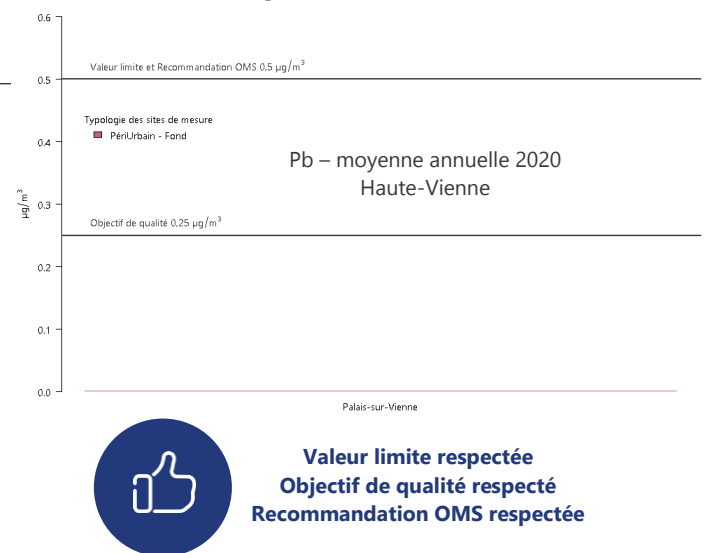 0.6
Valeur limite et Recommandation OMS 0,5 µg/m³
0.5
Typologie des sites de mesure
PériUrbain - Fond
0.4
Pb – moyenne annuelle 2020
Haute-Vienne
µg/m³
0.3
Objectif de qualité 0,25 µg/m³
0.2
0.1
0.0
Palais-sur-Vienne
Valeur limite respectée
Objectif de qualité respecté
Recommandation OMS respectée